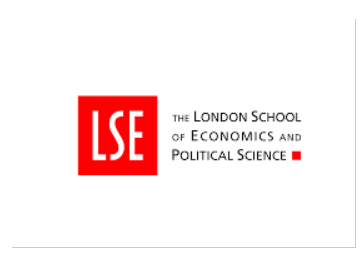 LSE
THE LONDON SCHOOL
OF ECONOMICS AND
POLITICAL SCIENCE